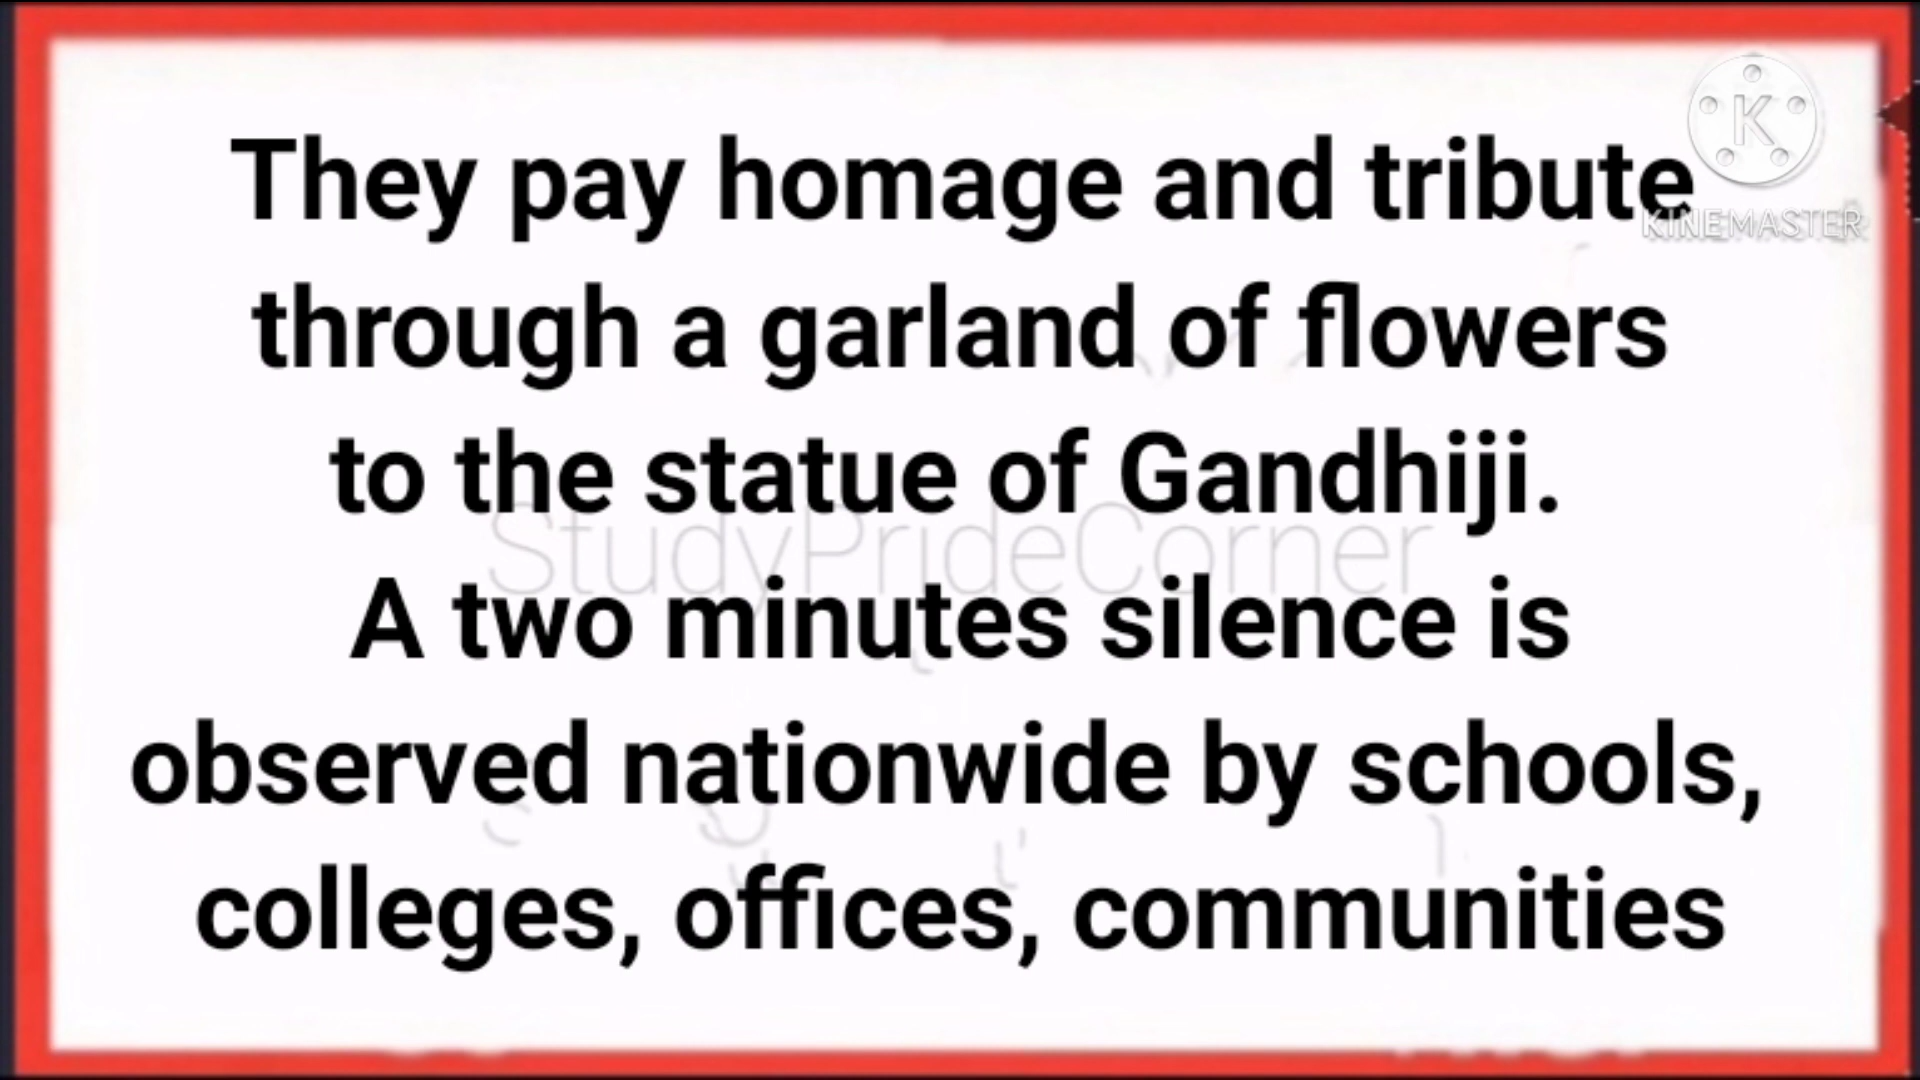 They pay homage and tribute
KINEMASTER
through a garland of flowers
to the statue of Gandhiji.
StudyPrideCorner
A two minutes silence is
observed nationwide by schools,
colleges, offices, communities